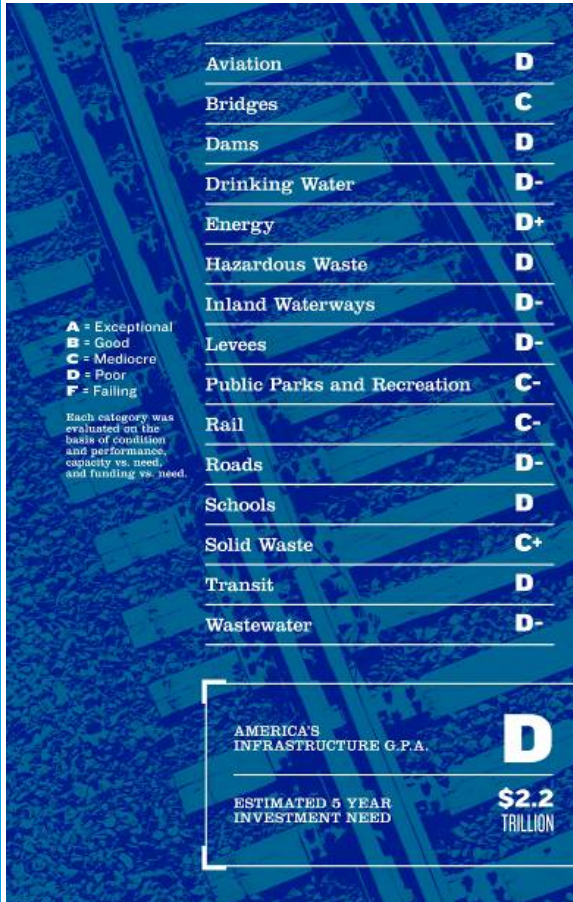 Aviation D
Bridges C
Dams D
Drinking Water D-
Energy D+
Hazardous Waste D
Inland Waterways D-
Levees D-
Public Parks and Recreation C-
Rail C-
Roads D-
Schools D
Solid Waste C+
Transit D
Wastewater D-
A = Exceptional
B = Good
C = Mediocre
D = Poor
F = Failing
Each category was
evaluated on the
basis of condition
and performance,
capacity vs. need,
and funding vs. need.
AMERICA'S
INFRASTRUCTURE G.P.A.
D
ESTIMATED 5 YEAR
INVESTMENT NEED
$2.2
TRILLION